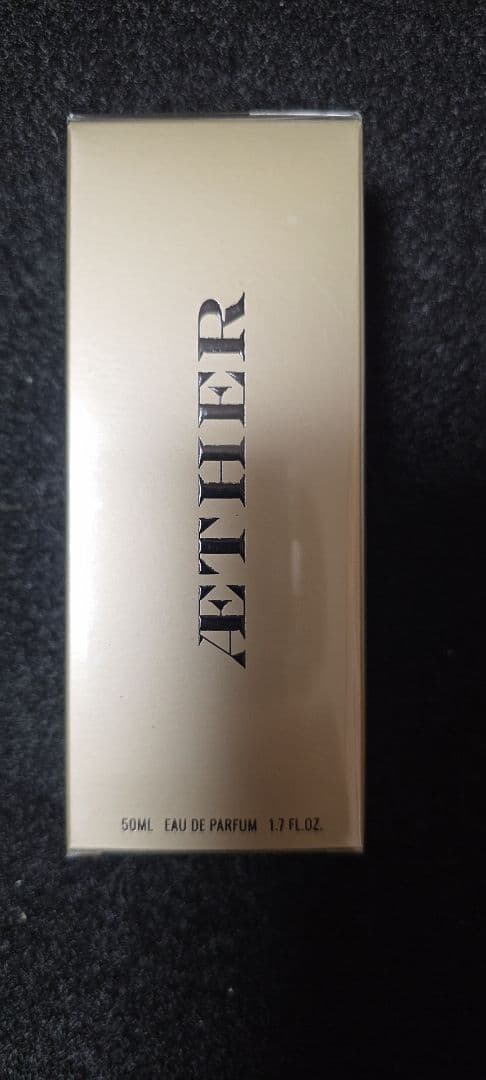 ÆTHER
50ML EAU DE PARFUM 1.7 FL.OZ.